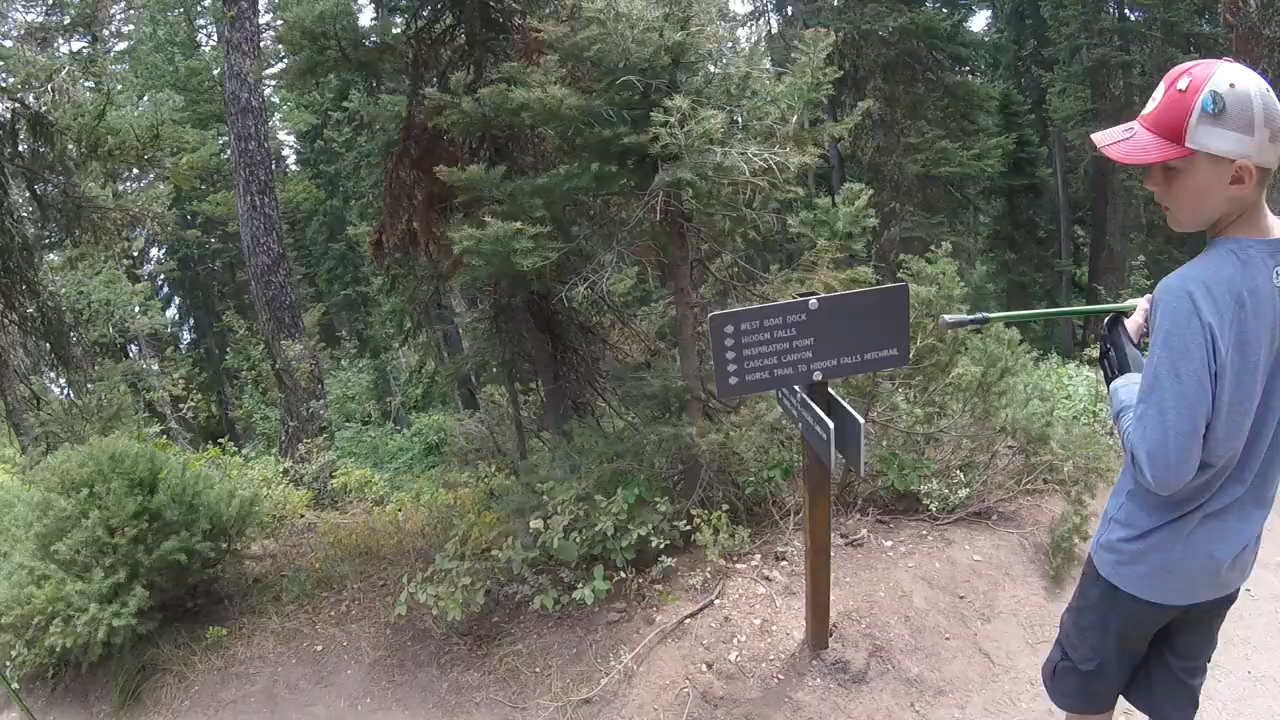 WEST BOAT DOCK
HIDDEN FALLS
INSPIRATION POINT
CASCADE CANYON
HORSE TRAIL TO HIDDEN FALLS HITCHRAIL